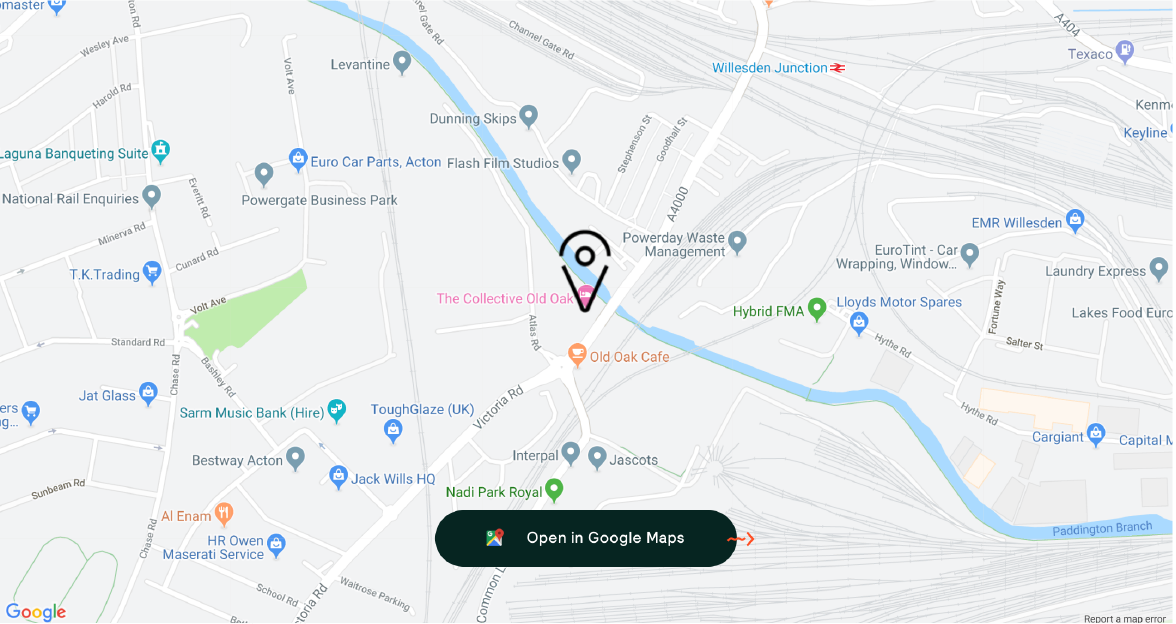 omaster
Wesley Ave
Harold Rd
Volt Ave
Levantine
Channel Gate Rd
A404
Texaco
Willesden Junction
Kenm
Keyline
Dunning Skips
Stephenson St
Goodhall St
Laguna Banqueting Suite
Euro Car Parts, Acton
Flash Film Studios
National Rail Enquiries
Everitt Rd
Powergate Business Park
A4000
Minerva Rd
Cunard Rd
Powerday Waste
Management
EMR Willesden
EuroTint - Car
Wrapping, Window...
Laundry Express
T.K.Trading
Volt Ave
The Collective Old Oak
Hybrid FMA
Lloyds Motor Spares
Fortune Way
Lakes Food Euro
Standard Rd
Atlas Rd
Hythe Rd
Salter St
Chase Rd
Bashley Rd
Old Oak Cafe
Jat Glass
Victoria Rd
ers
g...
Sarm Music Bank (Hire)
ToughGlaze (UK)
Hythe Rd
Cargiant
Capital M
Bestway Acton
Interpal
Jascots
Jack Wills HQ
Sunbeam Rd
Nadi Park Royal
Al Enam
Chase Rd
HR Owen
Maserati Service
Open in Google Maps
Paddington Branch
School Rd
Waitrose Parking
toria Rd
Common L
Google
Report a map error